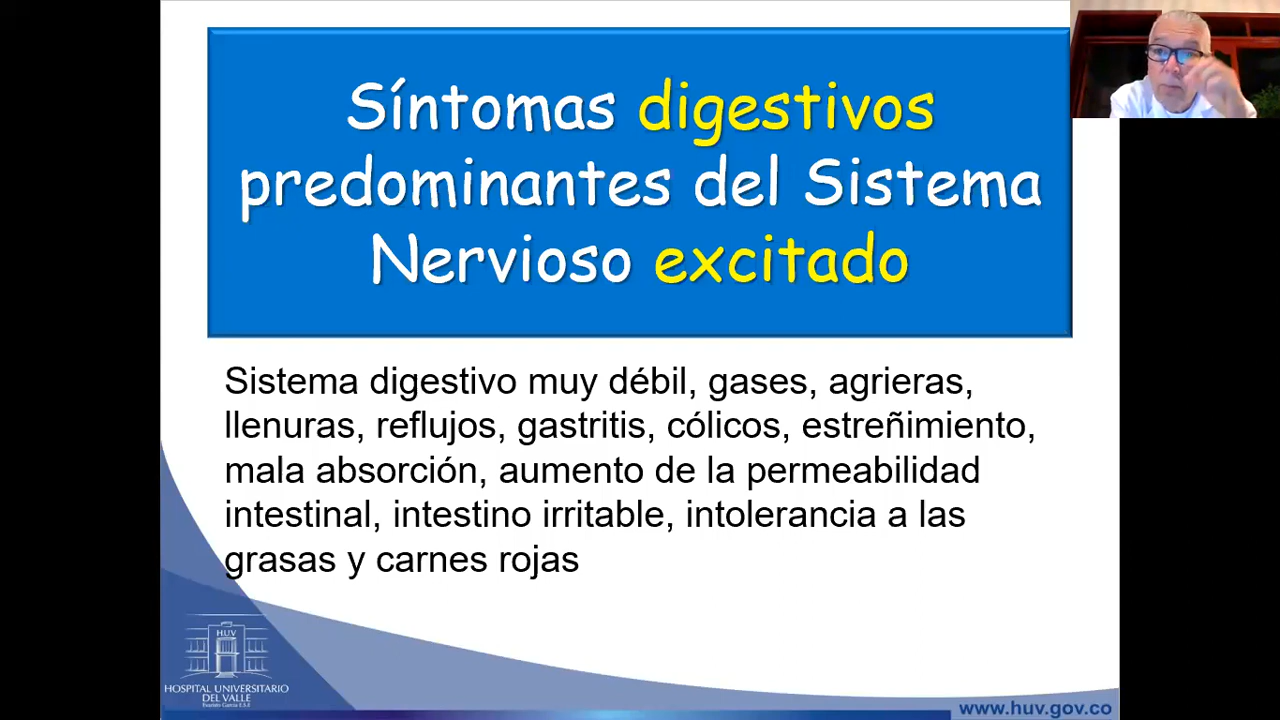 Síntomas digestivos
predominantes del Sistema
Nervioso excitado
Sistema digestivo muy débil, gases, agrieras,
llenuras, reflujos, gastritis, cólicos, estreñimiento,
mala absorción, aumento de la permeabilidad
intestinal, intestino irritable, intolerancia a las
grasas y carnes rojas
H.U.V
HOSPITAL UNIVERSITARIO
DEL VALLE
Evaristo García E.S.E
www.huv.gov.co